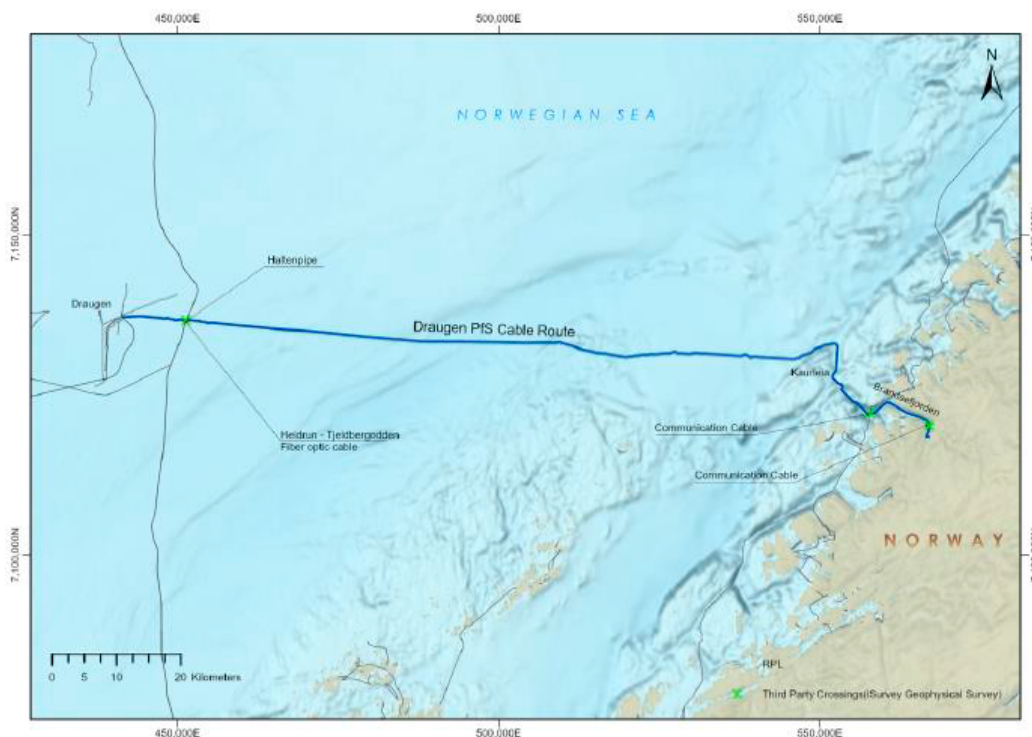 450,000E
500,000E
550,000E
N
NORWEGIAN SEA
7,150,000N
Haltenpipe
Draugen
Draugen PfS Cable Route
Kaurleia
Brandsefjorden
Communication Cable
Heidrun - Tjeldbergodden
Fiber optic cable
Communication Cable
7,100,000N
NORWAY
0 5 10 20 Kilometers
RPL
Third Party Crossings(iSurvey Geophysical Survey)
450,000E
500,000E
550,000E